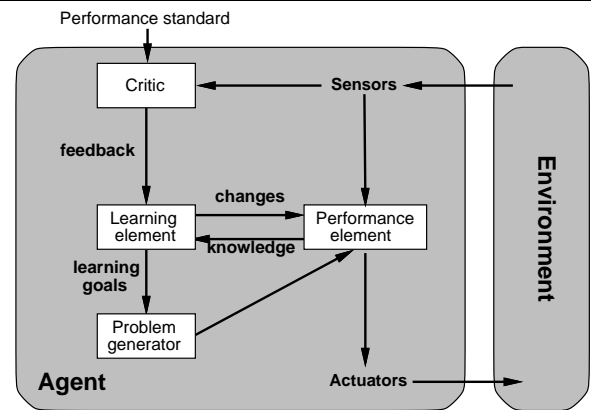 Performance standard
Critic
Sensors
feedback
changes
Learning
element
Performance
element
knowledge
learning
goals
Problem
generator
Agent
Actuators
Environment